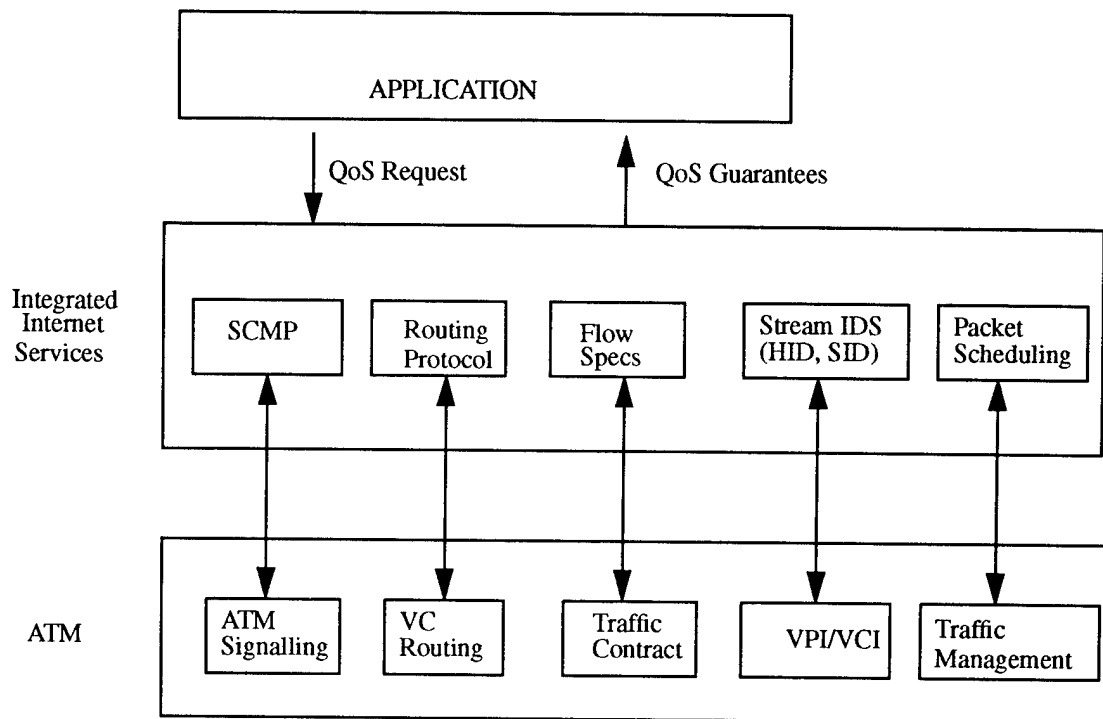 APPLICATION
QoS Request
QoS Guarantees
Integrated
Internet
Services
SCMP
Routing
Protocol
Flow
Specs
Stream IDS
(HID, SID)
Packet
Scheduling
ATM
ATM
Signalling
VC
Routing
Traffic
Contract
VPI/VCI
Traffic
Management